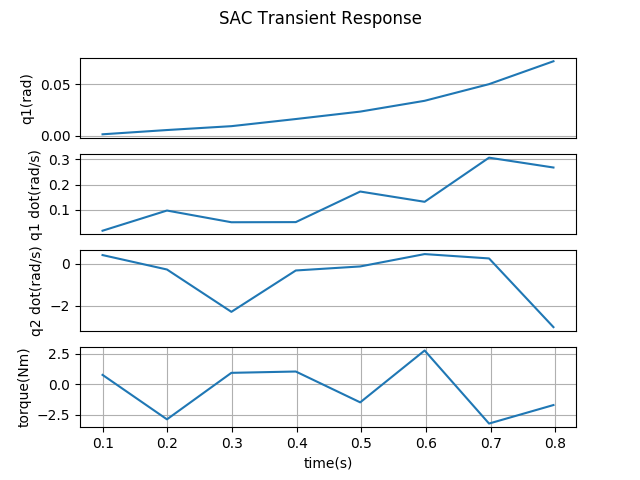 SAC Transient Response
q1(rad)
0.05
0.00
q1 dot(rad/s)
0.3
0.2
0.1
q2 dot(rad/s)
0
−2
torque(Nm)
2.5
0.0
−2.5
0.1 0.2 0.3 0.4 0.5 0.6 0.7 0.8
time(s)